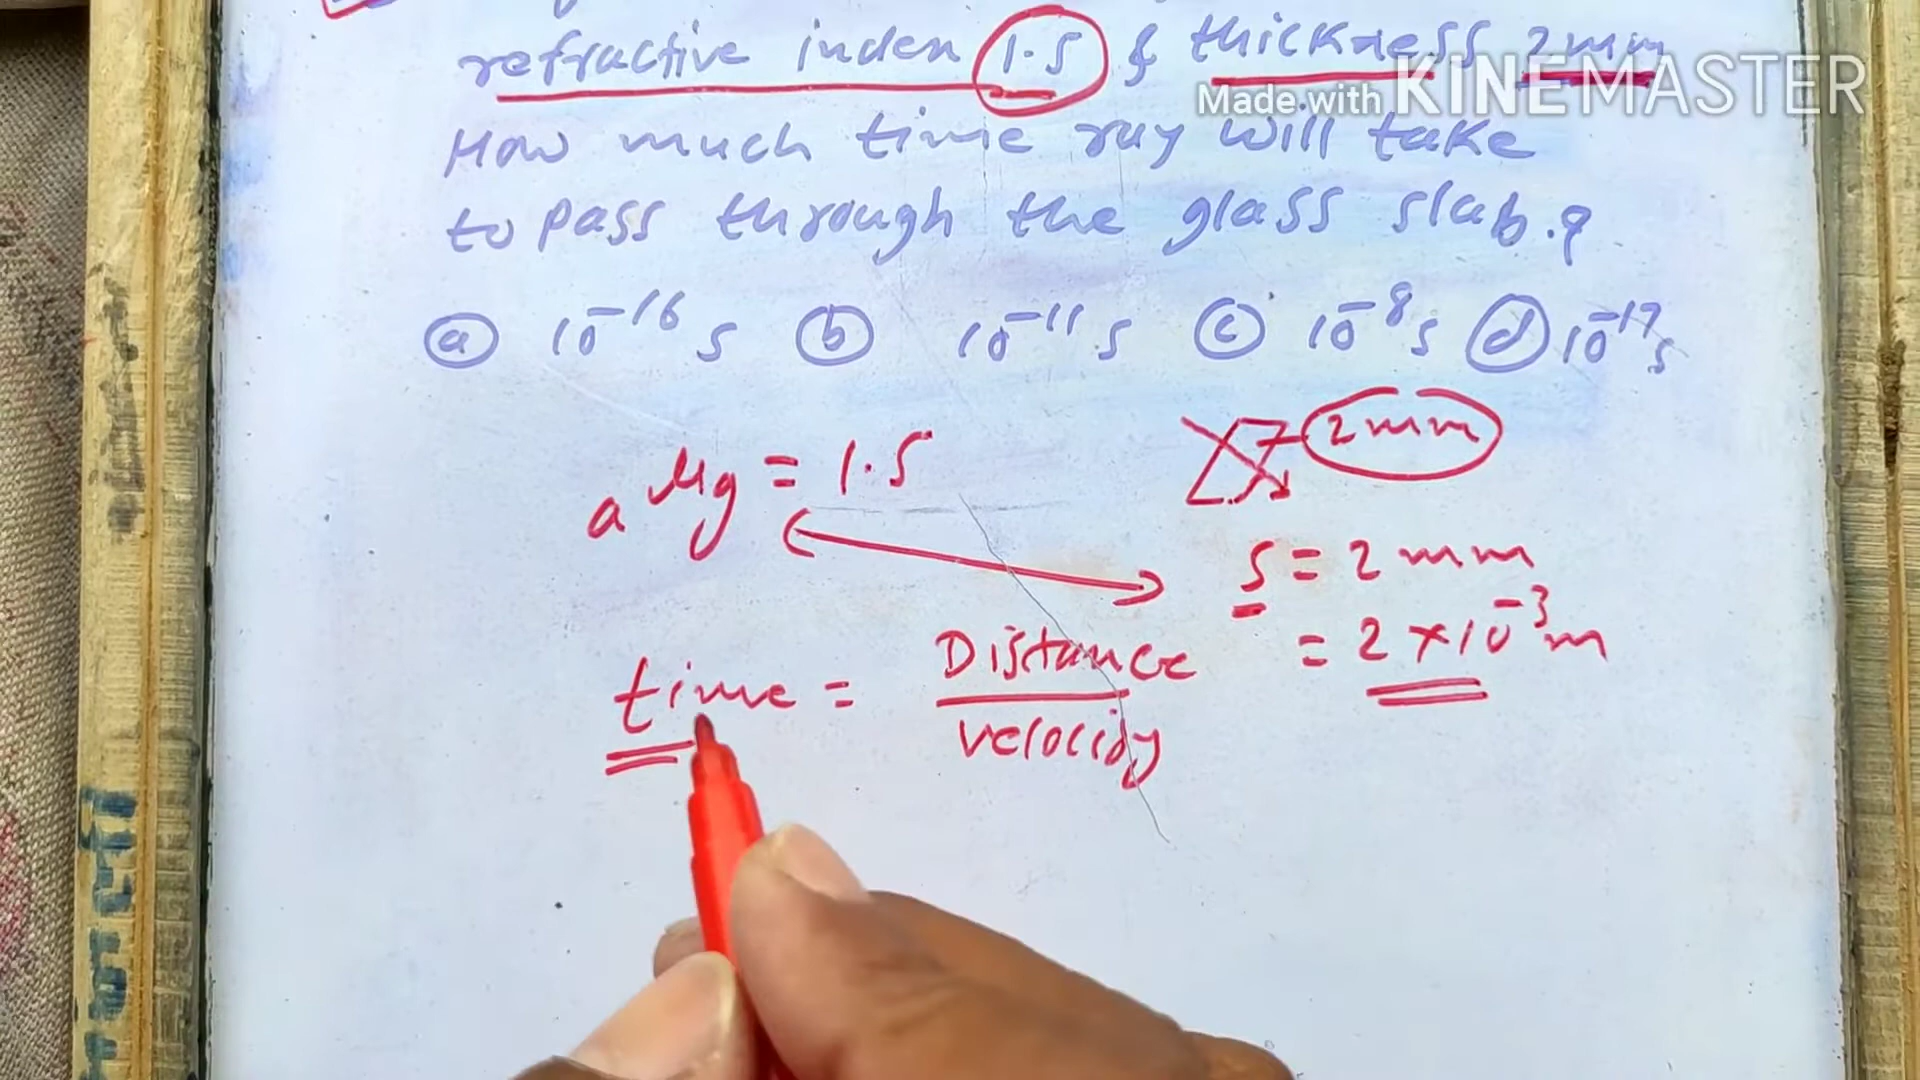 refractive index 1.5 & thickness 2mm
Made with KINEMASTER
How much time ray will take
to pass through the glass slab.?
ⓐ 10⁻¹⁶ s ⓑ 10⁻¹¹ s ⓒ 10⁻⁸ s ⓓ 10⁻¹⁷ s
aμg = 1.5
2mm
s = 2mm
= 2×10⁻³m
time = Distance
velocity